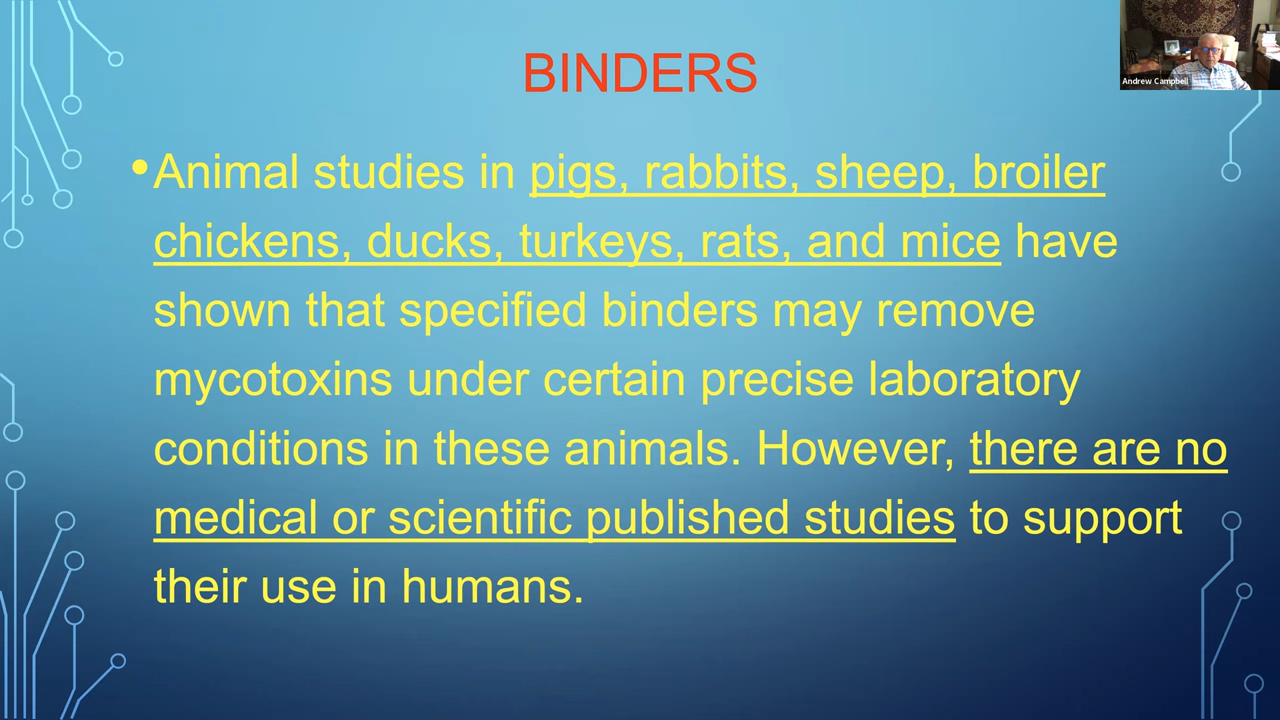 BINDERS
Andrew Campbell
•Animal studies in pigs, rabbits, sheep, broiler
chickens, ducks, turkeys, rats, and mice have
shown that specified binders may remove
mycotoxins under certain precise laboratory
conditions in these animals. However, there are no
medical or scientific published studies to support
their use in humans.